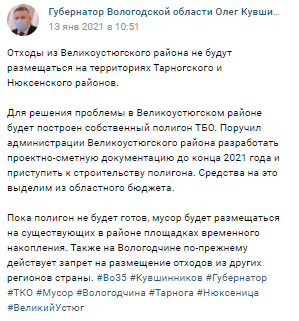 Губернатор Вологодской области Олег Кувши...
13 янв 2021 в 10:51
Отходы из Великоустюгского района не будут
размещаться на территориях Тарногского и
Нюксенского районов.
Для решения проблемы в Великоустюгском районе
будет построен собственный полигон ТБО. Поручил
администрации Великоустюгского района разработать
проектно-сметную документацию до конца 2021 года и
приступить к строительству полигона. Средства на это
выделим из областного бюджета.
Пока полигон не будет готов, мусор будет размещаться
на существующих в районе площадках временного
накопления. Также на Вологодчине по-прежнему
действует запрет на размещение отходов из других
регионов страны. #Во35 #Кувшинников #Губернатор
#ТКО #Мусор #Вологодчина #Тарнога #Нюксеница
#ВеликийУстюг